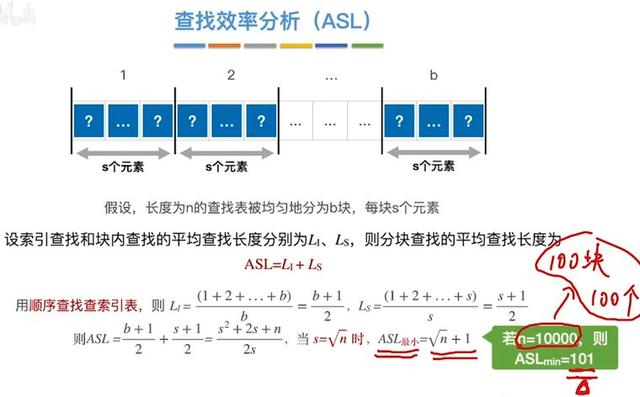 查找效率分析（ASL）
1 2 ... b
? ... ? ? ... ? ... ... ... ? ... ?
s个元素 s个元素 s个元素
假设，长度为n的查找表被均匀地分为b块，每块s个元素
设索引查找和块内查找的平均查找长度分别为LI、LS，则分块查找的平均查找长度为
ASL=LI + LS
100块
100个
用顺序查找查索引表，则 LI = (1 + 2 + … + b)/b = (b + 1)/2， LS = (1 + 2 + … + s)/s = (s + 1)/2
则ASL = (b + 1)/2 + (s + 1)/2 = (s² + 2s + n)/2s，当 s=√n 时，ASL最小=√n + 1
若n=10000，则
ASLmin=101